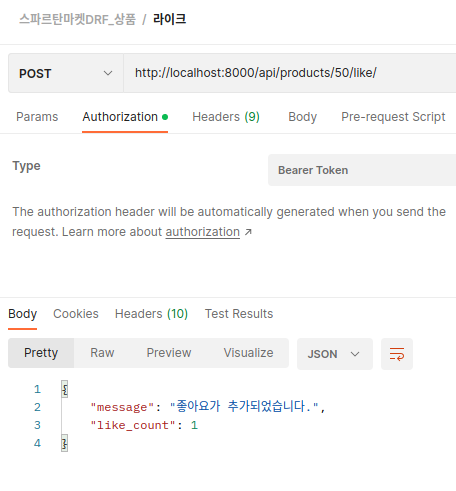 스파르탄마켓DRF_상품 / 라이크
POST http://localhost:8000/api/products/50/like/
Params Authorization Headers (9) Body Pre-request Script
Type Bearer Token
The authorization header will be automatically generated when you send the
request. Learn more about authorization ↗
Body Cookies Headers (10) Test Results
Pretty Raw Preview Visualize JSON
1 {
2 "message": "좋아요가 추가되었습니다.",
3 "like_count": 1
4 }